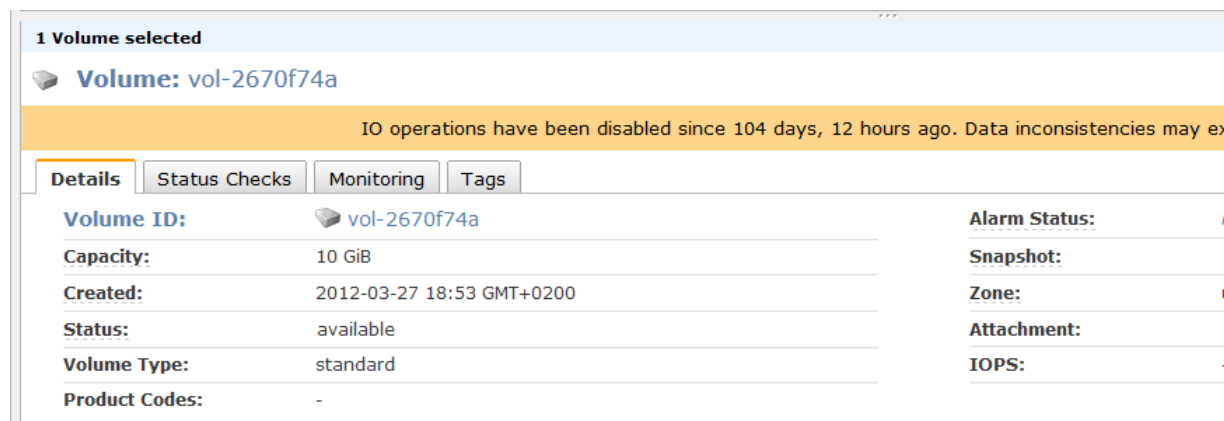 1 Volume selected
Volume: vol-2670f74a
IO operations have been disabled since 104 days, 12 hours ago. Data inconsistencies may
Details Status Checks Monitoring Tags
Volume ID: vol-2670f74a Alarm Status:
Capacity: 10 GiB Snapshot:
Created: 2012-03-27 18:53 GMT+0200 Zone:
Status: available Attachment:
Volume Type: standard IOPS:
Product Codes: -